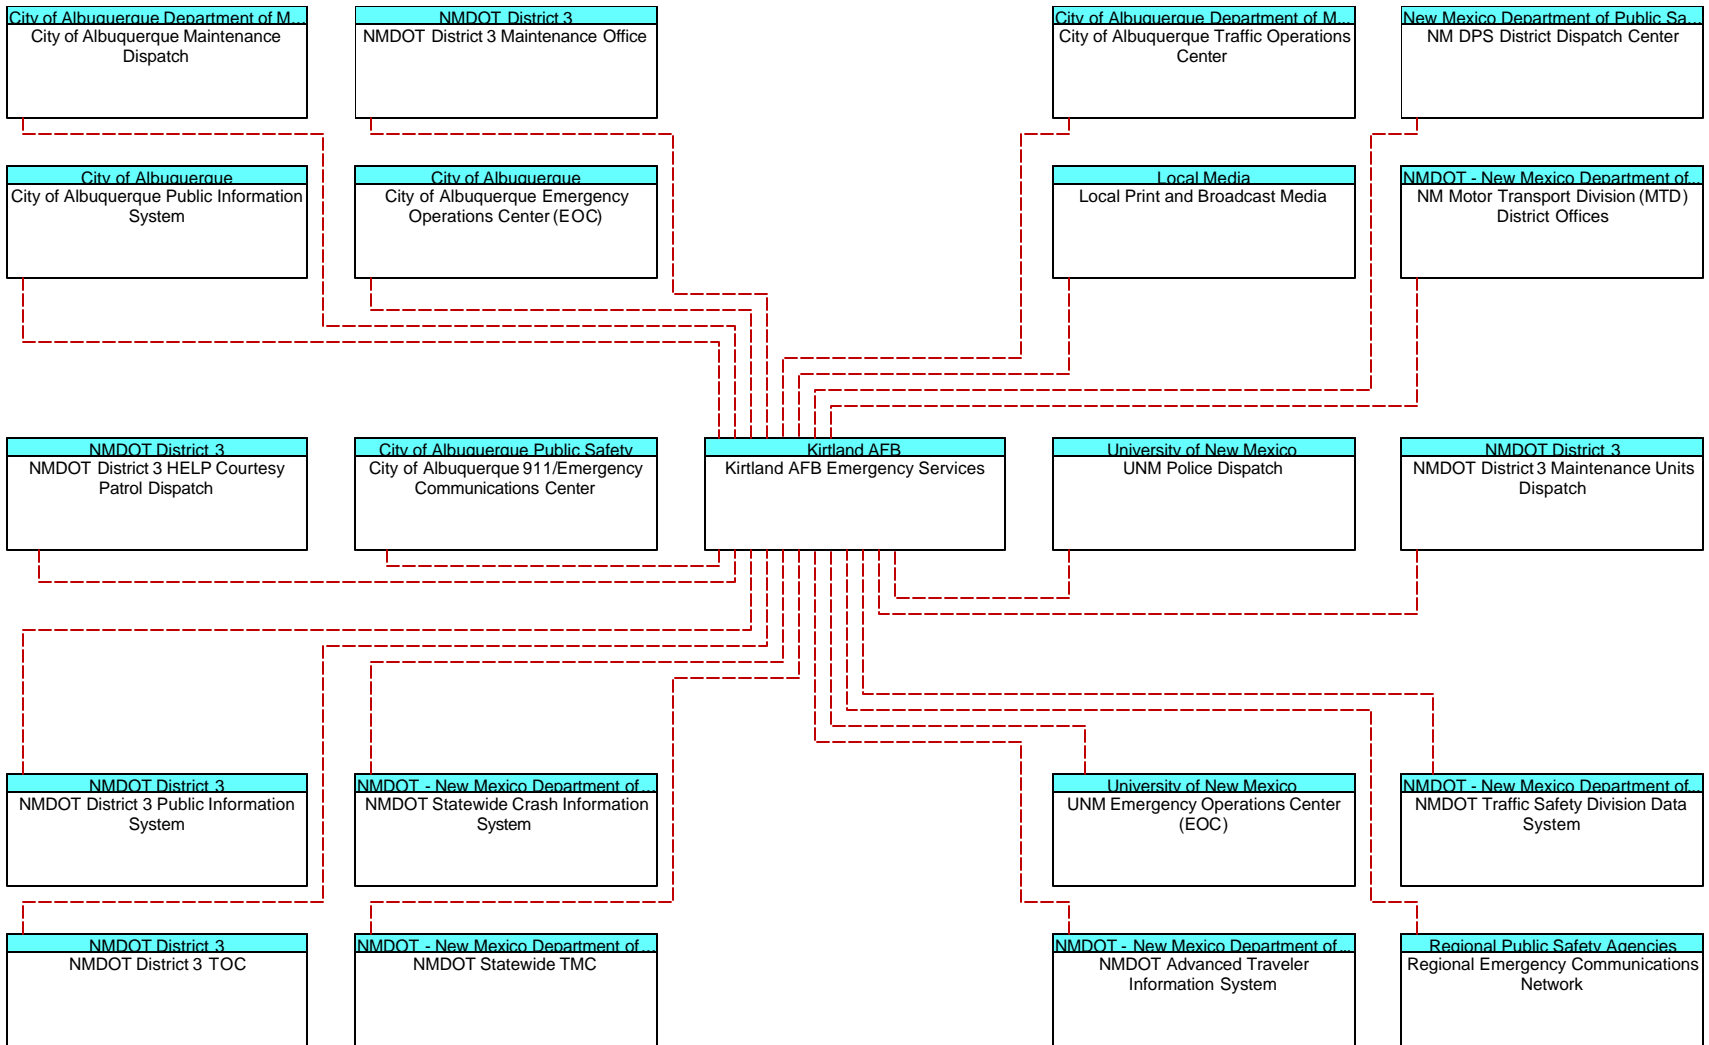 City of Albuquerque Department of M...
City of Albuquerque Maintenance
Dispatch
NMDOT District 3
NMDOT District 3 Maintenance Office
City of Albuquerque Department of M...
City of Albuquerque Traffic Operations
Center
New Mexico Department of Public Sa...
NM DPS District Dispatch Center
City of Albuquerque
City of Albuquerque Public Information
System
City of Albuquerque
City of Albuquerque Emergency
Operations Center (EOC)
Local Media
Local Print and Broadcast Media
NMDOT - New Mexico Department of...
NM Motor Transport Division (MTD)
District Offices
NMDOT District 3
NMDOT District 3 HELP Courtesy
Patrol Dispatch
City of Albuquerque Public Safety
City of Albuquerque 911/Emergency
Communications Center
Kirtland AFB
Kirtland AFB Emergency Services
University of New Mexico
UNM Police Dispatch
NMDOT District 3
NMDOT District 3 Maintenance Units
Dispatch
NMDOT District 3
NMDOT District 3 Public Information
System
NMDOT - New Mexico Department of...
NMDOT Statewide Crash Information
System
University of New Mexico
UNM Emergency Operations Center
(EOC)
NMDOT - New Mexico Department of...
NMDOT Traffic Safety Division Data
System
NMDOT District 3
NMDOT District 3 TOC
NMDOT - New Mexico Department of...
NMDOT Statewide TMC
NMDOT - New Mexico Department of...
NMDOT Advanced Traveler
Information System
Regional Public Safety Agencies
Regional Emergency Communications
Network